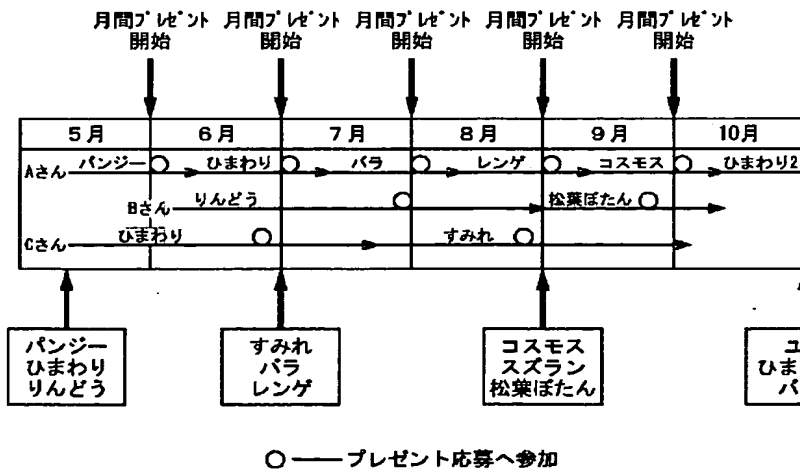 月間プレゼント 月間プレゼント 月間プレゼント 月間プレゼント 月間プレゼント
開始 開始 開始 開始 開始
5月 6月 7月 8月 9月 10月
Aさん パンジー ひまわり バラ レンゲ コスモス ひまわり2
Bさん りんどう 松葉ぼたん
Cさん ひまわり すみれ
パンジー
ひまわり
りんどう
すみれ
バラ
レンゲ
コスモス
スズラン
松葉ぼたん
ユ
ひま
バ
○――プレゼント応募へ参加